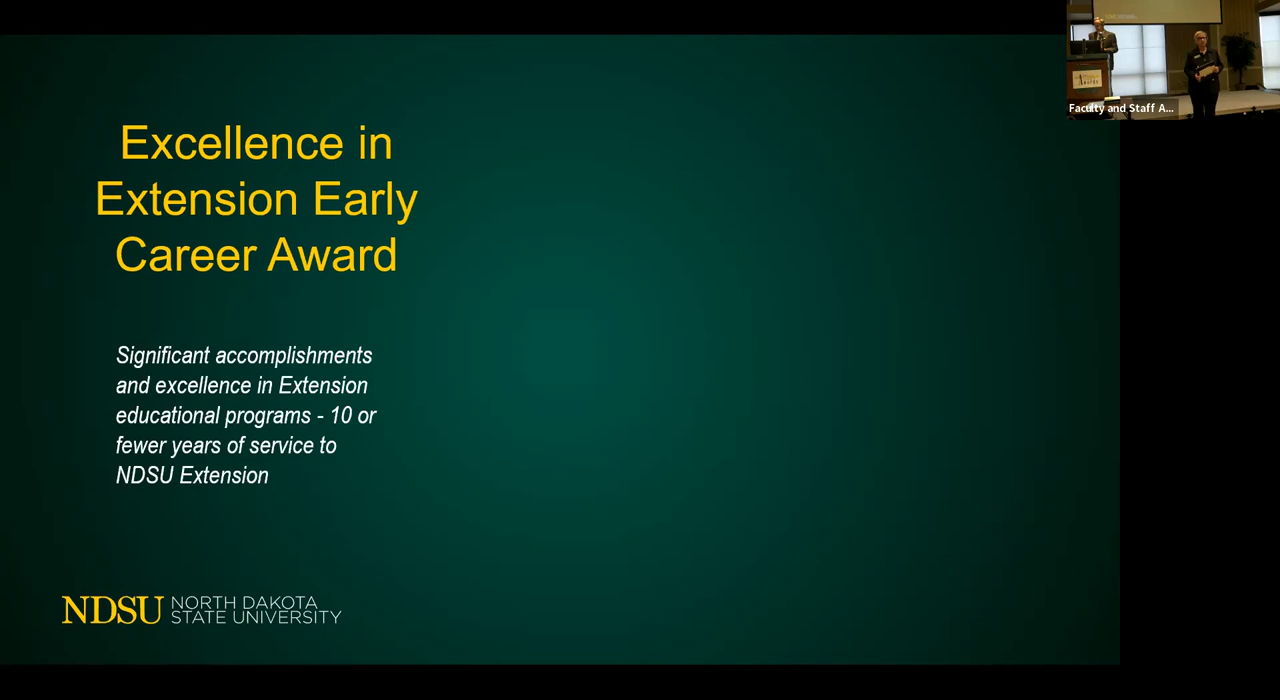 Excellence in
Extension Early
Career Award
Significant accomplishments
and excellence in Extension
educational programs - 10 or
fewer years of service to
NDSU Extension
NDSU NORTH DAKOTA
STATE UNIVERSITY
Faculty and Staff A...